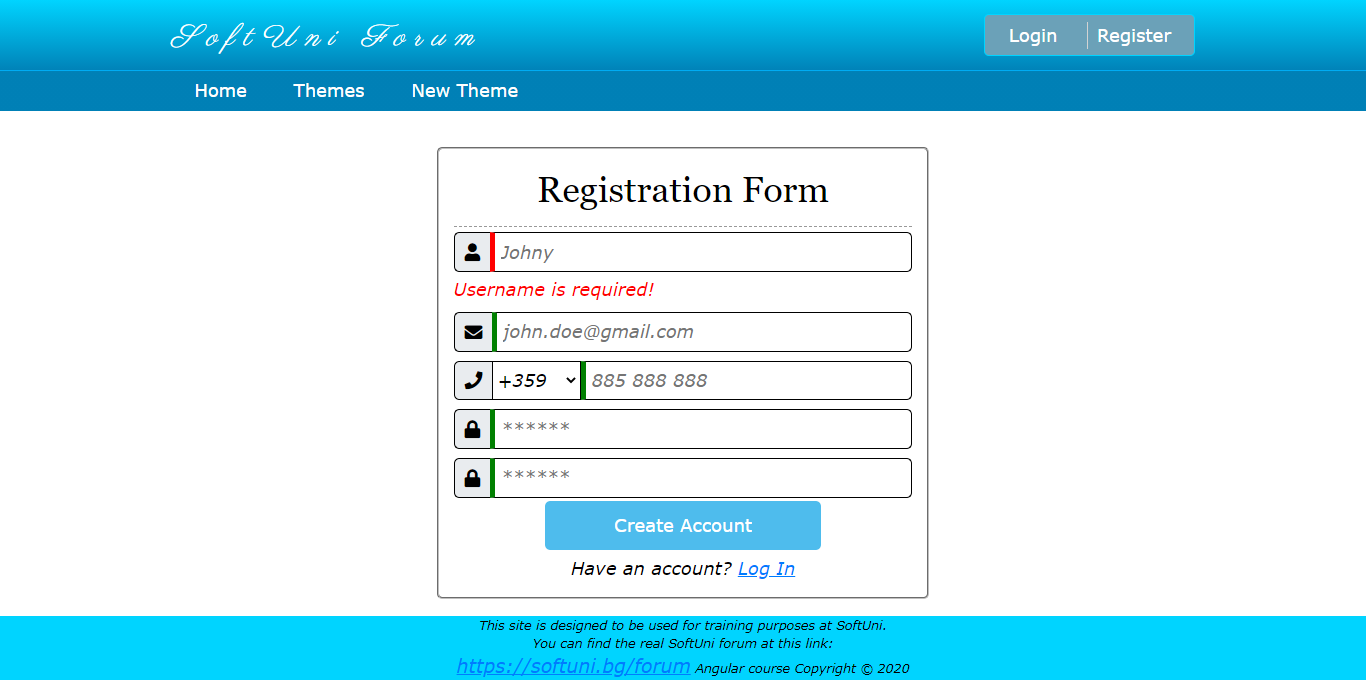 SoftUni Forum
Login Register
Home Themes New Theme
Registration Form
Johny
Username is required!
john.doe@gmail.com
+359 885 888 888
******
******
Create Account
Have an account? Log In
This site is designed to be used for training purposes at SoftUni.
You can find the real SoftUni forum at this link:
https://softuni.bg/forum Angular course Copyright © 2020